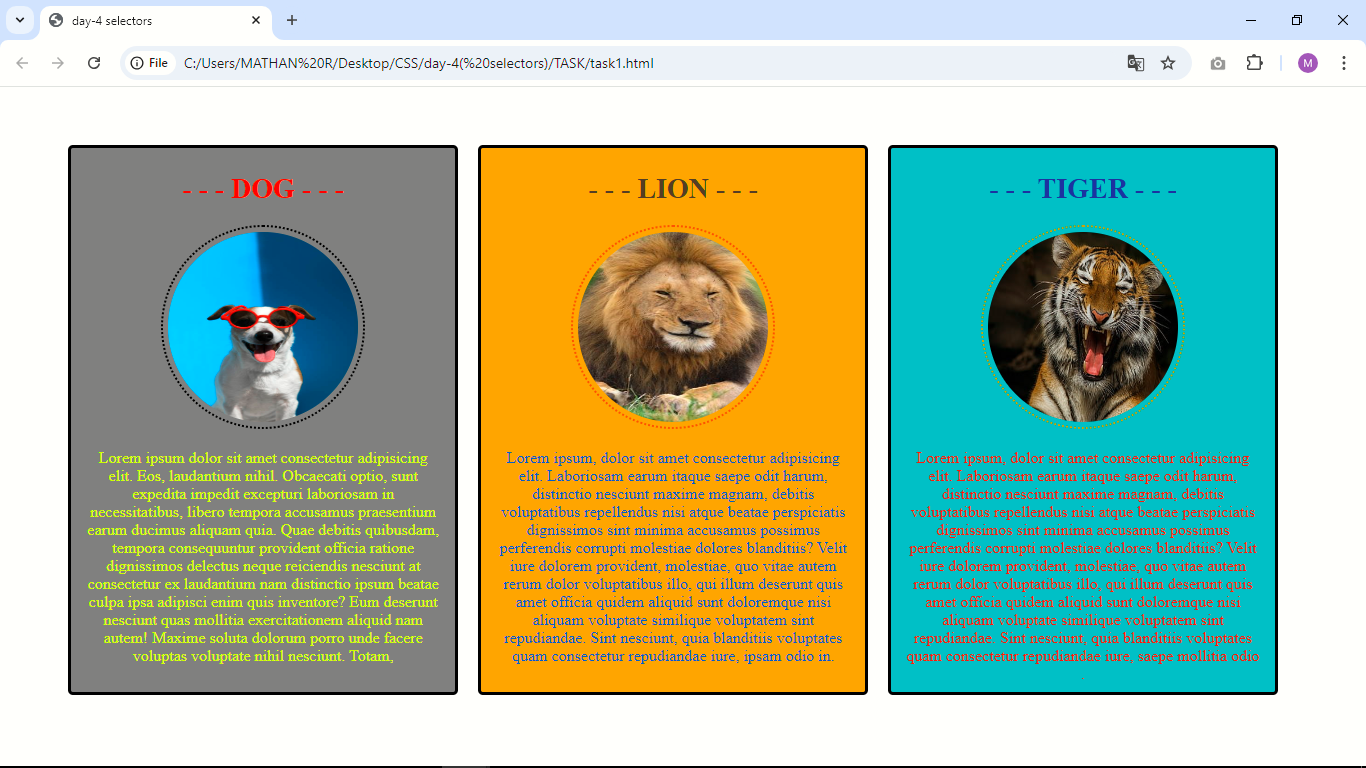 day-4 selectors
File
C:/Users/MATHAN%20R/Desktop/CSS/day-4(%20selectors)/TASK/task1.html
M
- - - DOG - - -
Lorem ipsum dolor sit amet consectetur adipisicing
elit. Eos, laudantium nihil. Obcaecati optio, sunt
expedita impedit excepturi laboriosam in
necessitatibus, libero tempora accusamus praesentium
earum ducimus aliquam quia. Quae debitis quibusdam,
tempora consequuntur provident officia ratione
dignissimos delectus neque reiciendis nesciunt at
consectetur ex laudantium nam distinctio ipsum beatae
culpa ipsa adipisci enim quis inventore? Eum deserunt
nesciunt quas mollitia exercitationem aliquid nam
autem! Maxime soluta dolorum porro unde facere
voluptas voluptate nihil nesciunt. Totam,
- - - LION - - -
Lorem ipsum, dolor sit amet consectetur adipisicing
elit. Laboriosam earum itaque saepe odit harum,
distinctio nesciunt maxime magnam, debitis
voluptatibus repellendus nisi atque beatae perspiciatis
dignissimos sint minima accusamus possimus
perferendis corrupti molestiae dolores blanditiis? Velit
iure dolorem provident, molestiae, quo vitae autem
rerum dolor voluptatibus illo, qui illum deserunt quis
amet officia quidem aliquid sunt doloremque nisi
aliquam voluptate similique voluptatem sint
repudiandae. Sint nesciunt, quia blanditiis voluptates
quam consectetur repudiandae iure, ipsam odio in.
- - - TIGER - - -
Lorem ipsum, dolor sit amet consectetur adipisicing
elit. Laboriosam earum itaque saepe odit harum,
distinctio nesciunt maxime magnam, debitis
voluptatibus repellendus nisi atque beatae perspiciatis
dignissimos sint minima accusamus possimus
perferendis corrupti molestiae dolores blanditiis? Velit
iure dolorem provident, molestiae, quo vitae autem
rerum dolor voluptatibus illo, qui illum deserunt quis
amet officia quidem aliquid sunt doloremque nisi
aliquam voluptate similique voluptatem sint
repudiandae. Sint nesciunt, quia blanditiis voluptates
quam consectetur repudiandae iure, saepe mollitia odio
.